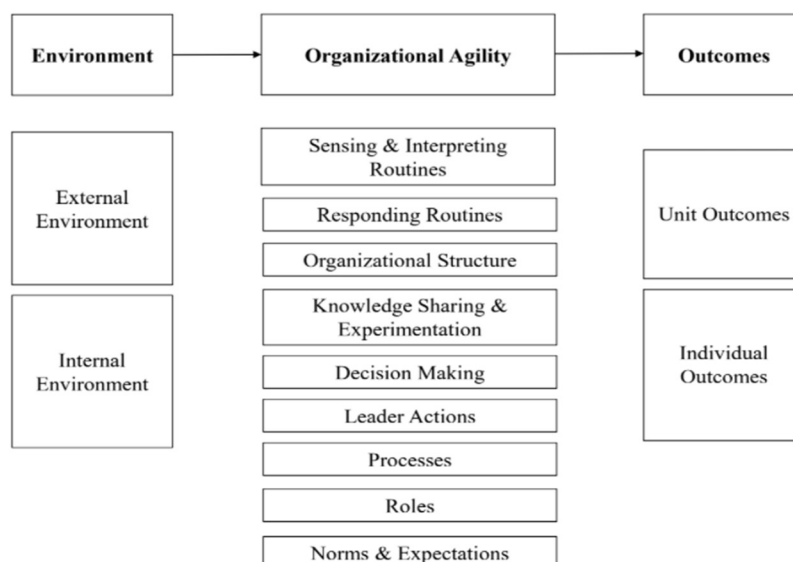 Environment
Organizational Agility
Outcomes
External
Environment
Internal
Environment
Sensing & Interpreting
Routines
Responding Routines
Organizational Structure
Knowledge Sharing &
Experimentation
Decision Making
Leader Actions
Processes
Roles
Norms & Expectations
Unit Outcomes
Individual
Outcomes